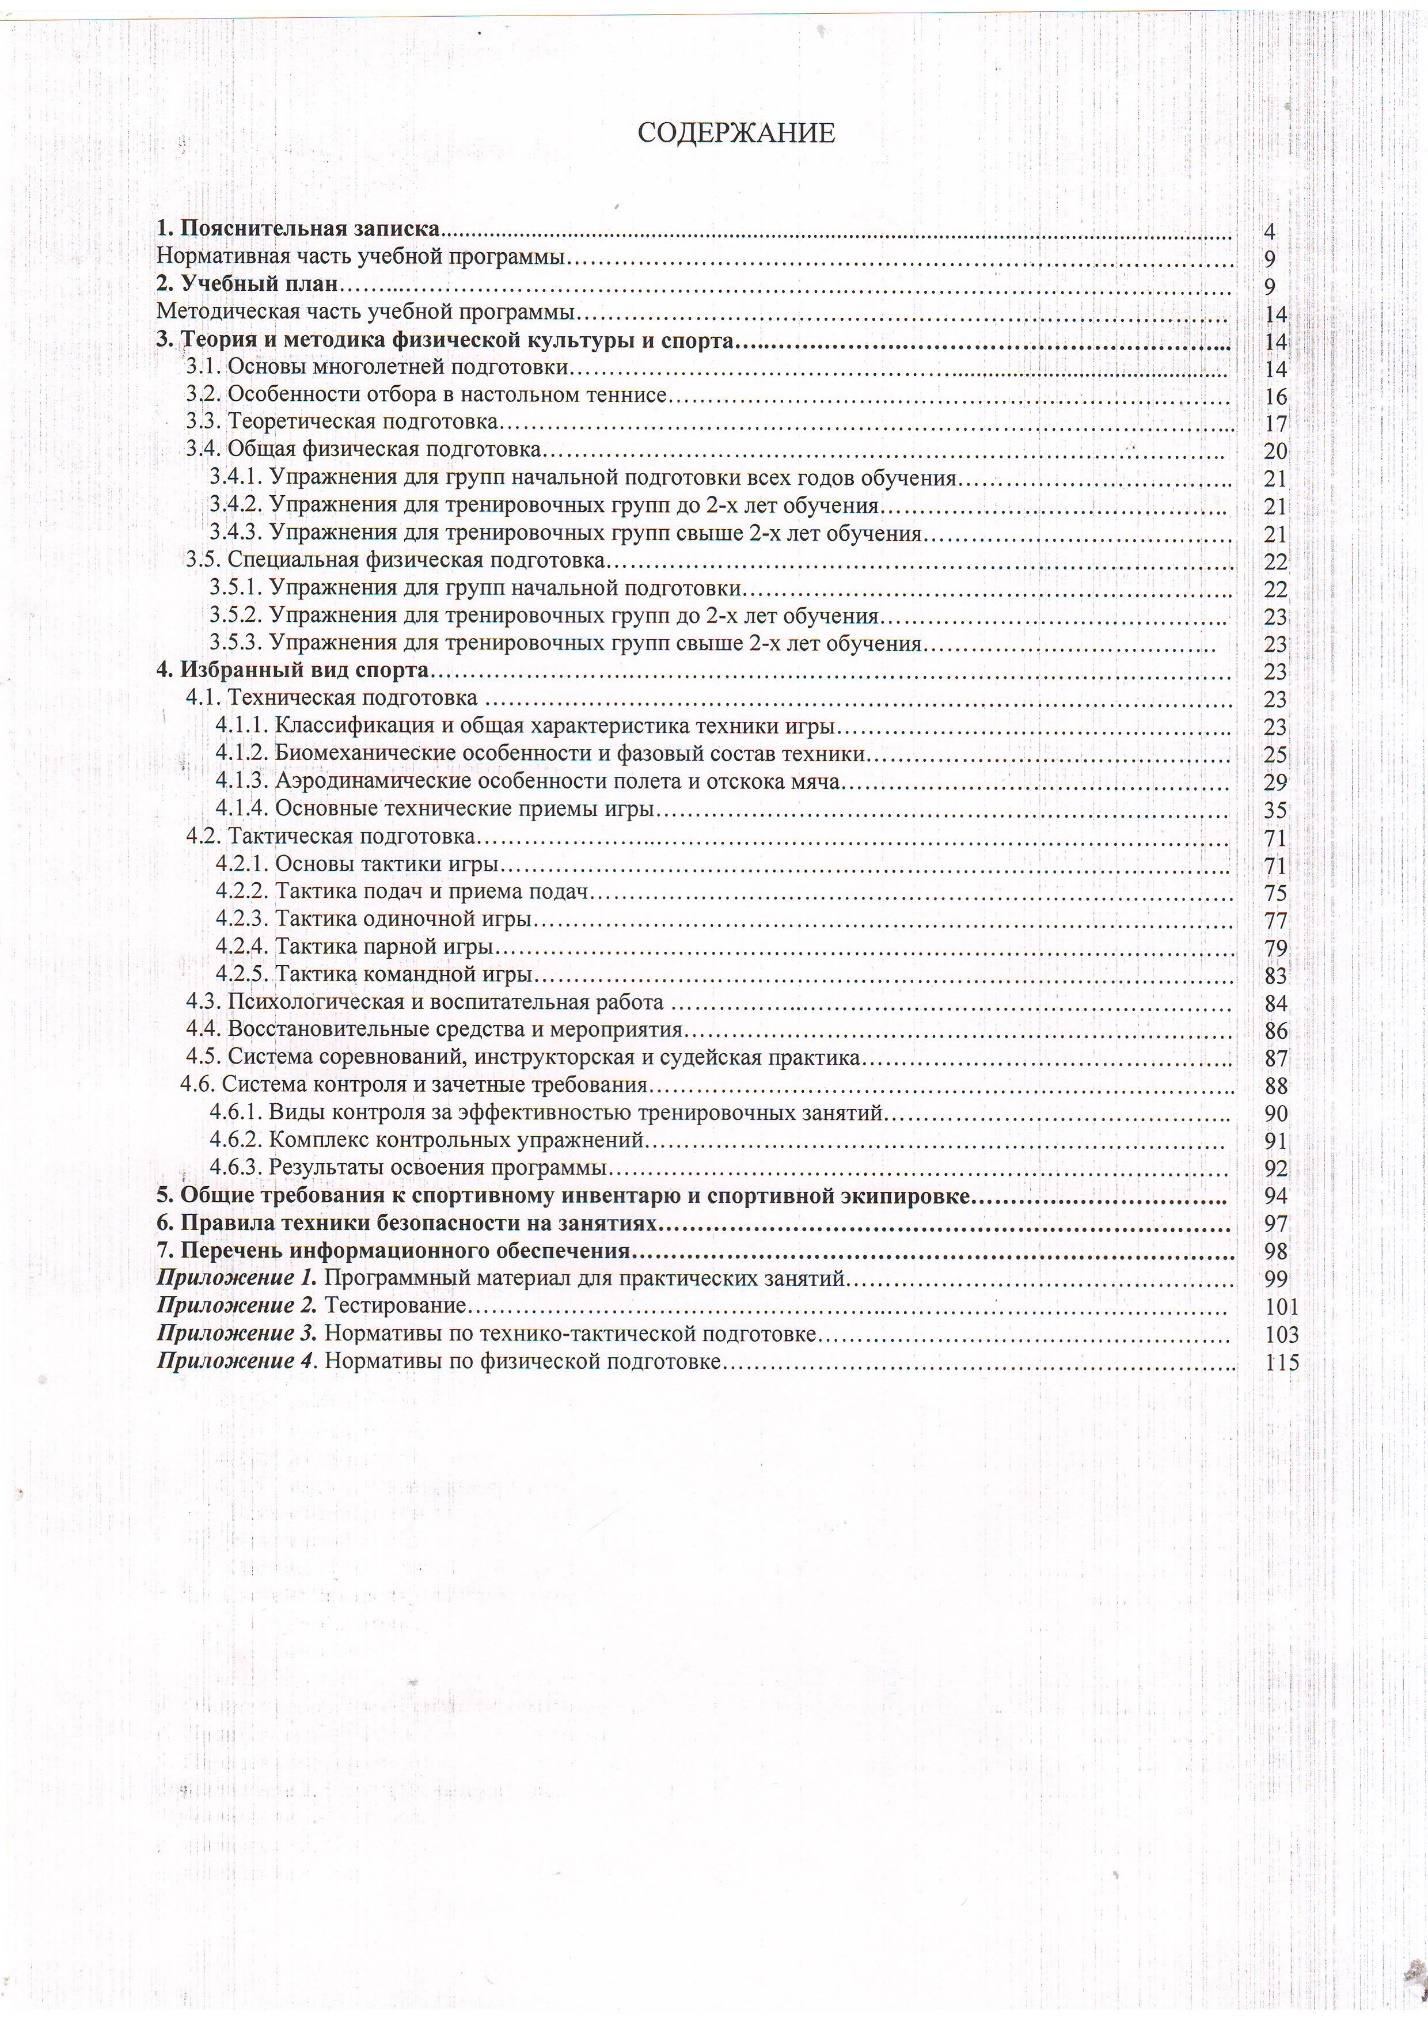 СОДЕРЖАНИЕ
1. Пояснительная записка 4
Нормативная часть учебной программы 9
2. Учебный план 9
Методическая часть учебной программы 14
3. Теория и методика физической культуры и спорта 14
3.1. Основы многолетней подготовки 14
3.2. Особенности отбора в настольном теннисе 16
3.3. Теоретическая подготовка 17
3.4. Общая физическая подготовка 20
3.4.1. Упражнения для групп начальной подготовки всех годов обучения 21
3.4.2. Упражнения для тренировочных групп до 2-х лет обучения 21
3.4.3. Упражнения для тренировочных групп свыше 2-х лет обучения 21
3.5. Специальная физическая подготовка 22
3.5.1. Упражнения для групп начальной подготовки 22
3.5.2. Упражнения для тренировочных групп до 2-х лет обучения 23
3.5.3. Упражнения для тренировочных групп свыше 2-х лет обучения 23
4. Избранный вид спорта 23
4.1. Техническая подготовка 23
4.1.1. Классификация и общая характеристика техники игры 23
4.1.2. Биомеханические особенности и фазовый состав техники 25
4.1.3. Аэродинамические особенности полета и отскока мяча 29
4.1.4. Основные технические приемы игры 35
4.2. Тактическая подготовка 71
4.2.1. Основы тактики игры 71
4.2.2. Тактика подач и приема подач 75
4.2.3. Тактика одиночной игры 77
4.2.4. Тактика парной игры 79
4.2.5. Тактика командной игры 83
4.3. Психологическая и воспитательная работа 84
4.4. Восстановительные средства и мероприятия 86
4.5. Система соревнований, инструкторская и судейская практика 87
4.6. Система контроля и зачетные требования 88
4.6.1. Виды контроля за эффективностью тренировочных занятий 90
4.6.2. Комплекс контрольных упражнений 91
4.6.3. Результаты освоения программы 92
5. Общие требования к спортивному инвентарю и спортивной экипировке 94
6. Правила техники безопасности на занятиях 97
7. Перечень информационного обеспечения 98
Приложение 1. Программный материал для практических занятий 99
Приложение 2. Тестирование 101
Приложение 3. Нормативы по технико-тактической подготовке 103
Приложение 4. Нормативы по физической подготовке 115